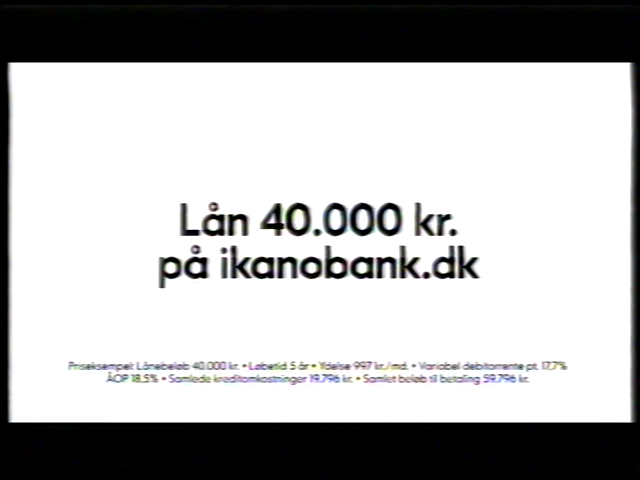 Lån 40.000 kr.
på ikanobank.dk
Priseksempel: Lånebeløb 40.000 kr. • Løbetid 5 år • Ydelse 997 kr./md. • Variabel debitorrente pt. 17,7%
ÅOP 18,5% • Samlede kreditomkostninger 19.796 kr. • Samlet beløb til betaling 59.796 kr.